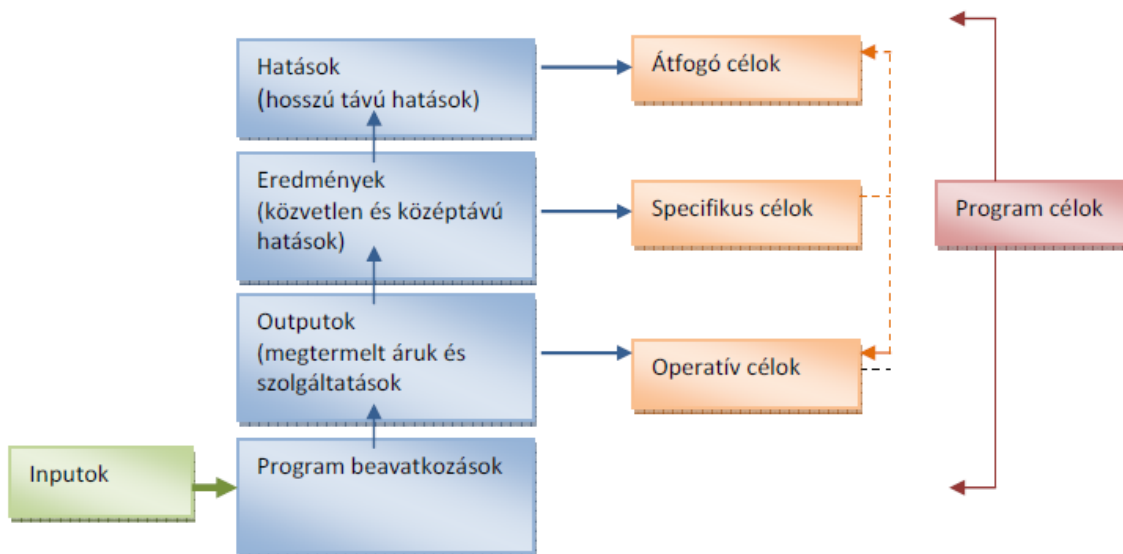 Hatások
(hosszú távú hatások)
Átfogó célok
Eredmények
(közvetlen és középtávú
hatások)
Specifikus célok
Program célok
Outputok
(megtermelt áruk és
szolgáltatások
Operatív célok
Inputok
Program beavatkozások